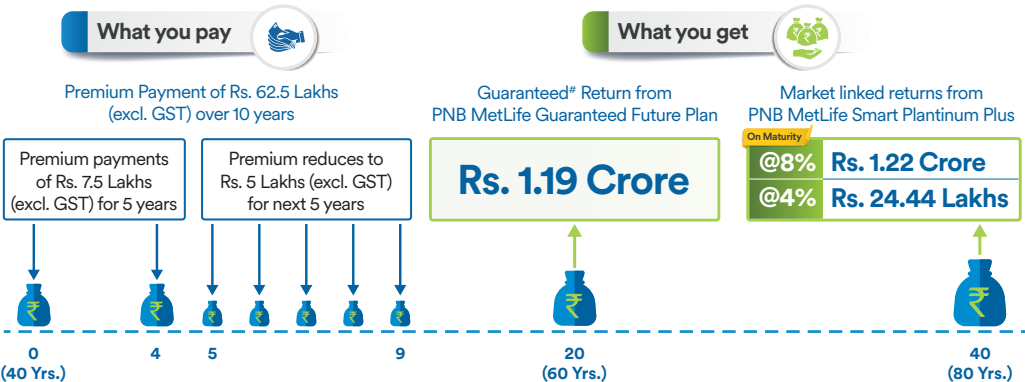 What you pay
What you get
Premium Payment of Rs. 62.5 Lakhs
(excl. GST) over 10 years
Premium payments
of Rs. 7.5 Lakhs
(excl. GST) for 5 years
Premium reduces to
Rs. 5 Lakhs (excl. GST)
for next 5 years
Guaranteed# Return from
PNB MetLife Guaranteed Future Plan
Rs. 1.19 Crore
Market linked returns from
PNB MetLife Smart Plantinum Plus
On Maturity
@8% Rs. 1.22 Crore
@4% Rs. 24.44 Lakhs
₹ ₹ ₹ ₹ ₹ ₹ ₹ ₹ ₹
0 4 5 9 20 40
(40 Yrs.) (60 Yrs.) (80 Yrs.)